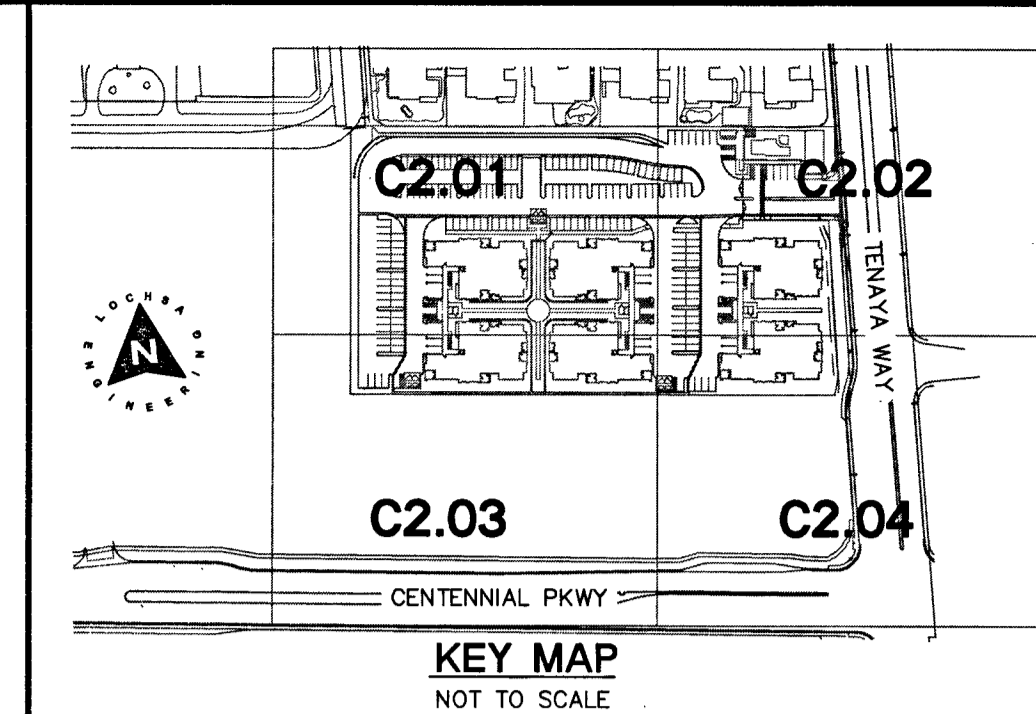 C2.01
C2.02
TENAYA WAY
LOCHSA ENGINEERING
N
C2.03
C2.04
CENTENNIAL PKWY
KEY MAP
NOT TO SCALE